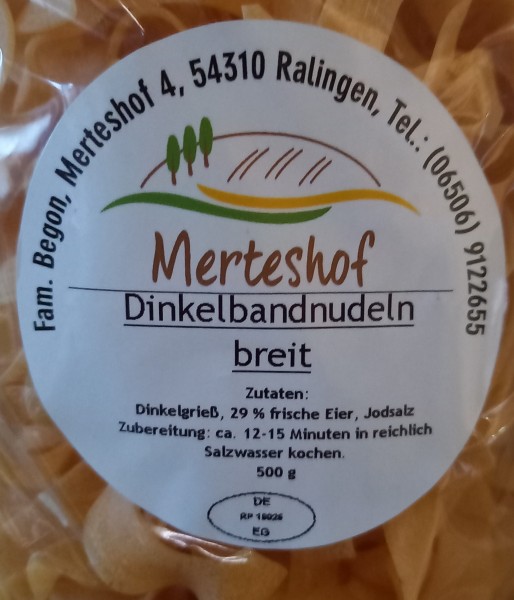 Fam. Begon, Merteshof 4, 54310 Ralingen, Tel.: (06506) 9122655
Merteshof
Dinkelbandnudeln
breit
Zutaten:
Dinkelgrieß, 29 % frische Eier, Jodsalz
Zubereitung: ca. 12-15 Minuten in reichlich
Salzwasser kochen.
500 g
DE
RP 18026
EG